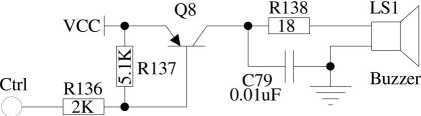 Q8
R138
LS1
VCC
18
5.1K
R137
Ctrl
R136
2K
C79
0.01uF
Buzzer